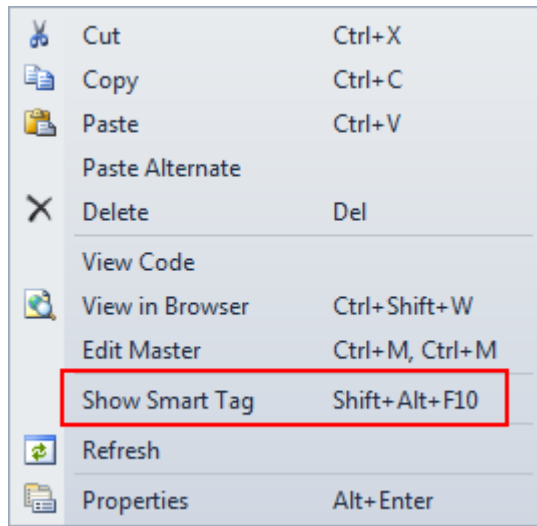 Cut Ctrl+X
Copy Ctrl+C
Paste Ctrl+V
Paste Alternate
Delete Del
View Code
View in Browser Ctrl+Shift+W
Edit Master Ctrl+M, Ctrl+M
Show Smart Tag Shift+Alt+F10
Refresh
Properties Alt+Enter